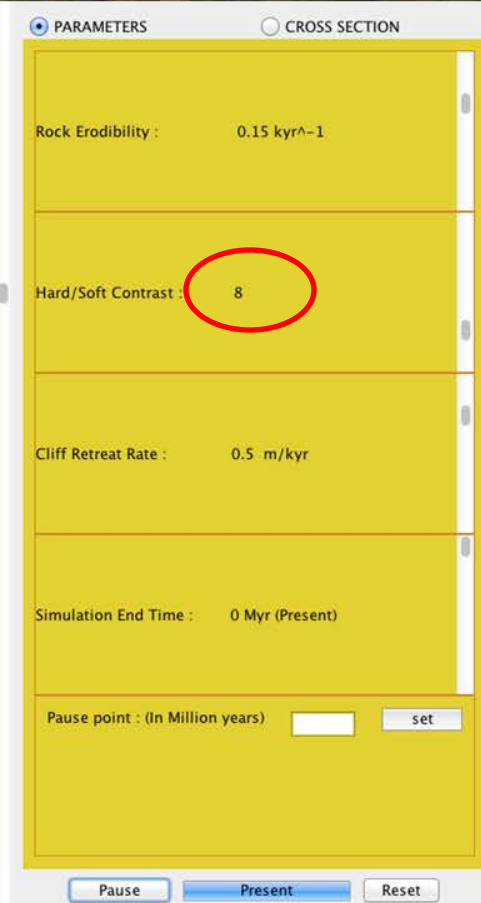 PARAMETERS CROSS SECTION
Rock Erodibility : 0.15 kyr^-1
Hard/Soft Contrast : 8
Cliff Retreat Rate : 0.5 m/kyr
Simulation End Time : 0 Myr (Present)
Pause point : (In Million years) set
Pause Present Reset